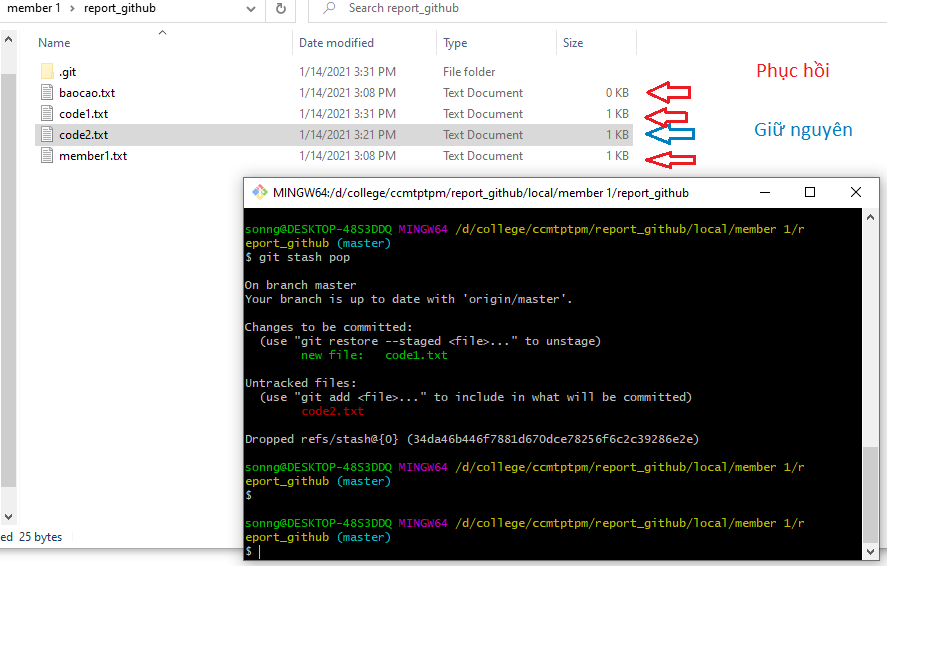 member 1 > report_github
Search report_github
Name Date modified Type Size
.git 1/14/2021 3:31 PM File folder
baocao.txt 1/14/2021 3:08 PM Text Document 0 KB
code1.txt 1/14/2021 3:31 PM Text Document 1 KB
code2.txt 1/14/2021 3:21 PM Text Document 1 KB
member1.txt 1/14/2021 3:08 PM Text Document 1 KB
Phục hồi
Giữ nguyên
MINGW64:/d/college/ccmtptpm/report_github/local/member 1/report_github
sonng@DESKTOP-48S3DDQ MINGW64 /d/college/ccmtptpm/report_github/local/member 1/r
eport_github (master)
$ git stash pop
On branch master
Your branch is up to date with 'origin/master'.
Changes to be committed:
(use "git restore --staged <file>..." to unstage)
new file: code1.txt
Untracked files:
(use "git add <file>..." to include in what will be committed)
code2.txt
Dropped refs/stash@{0} (34da46b446f7881d670dce78256f6c2c39286e2e)
sonng@DESKTOP-48S3DDQ MINGW64 /d/college/ccmtptpm/report_github/local/member 1/r
eport_github (master)
$
sonng@DESKTOP-48S3DDQ MINGW64 /d/college/ccmtptpm/report_github/local/member 1/r
eport_github (master)
$
ed 25 bytes